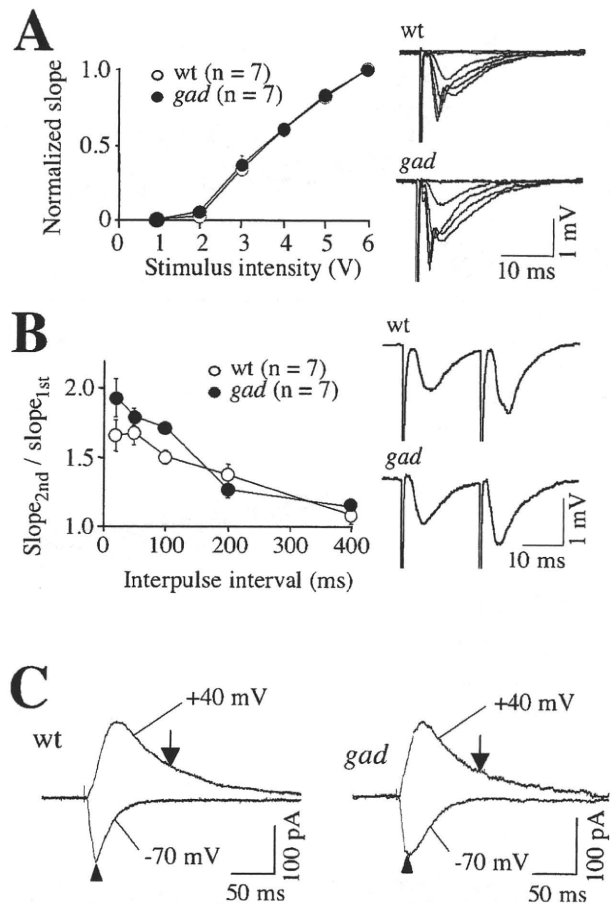 A
Normalized slope
1.0
0.5
0
0 1 2 3 4 5 6
Stimulus intensity (V)
wt (n = 7)
gad (n = 7)
wt
gad
10 ms
1 mV
B
Slope2nd / slope1st
2.0
1.5
1.0
0 100 200 300 400
Interpulse interval (ms)
wt (n = 7)
gad (n = 7)
wt
gad
10 ms
1 mV
C
wt
+40 mV
-70 mV
50 ms
100 pA
gad
+40 mV
-70 mV
50 ms
100 pA